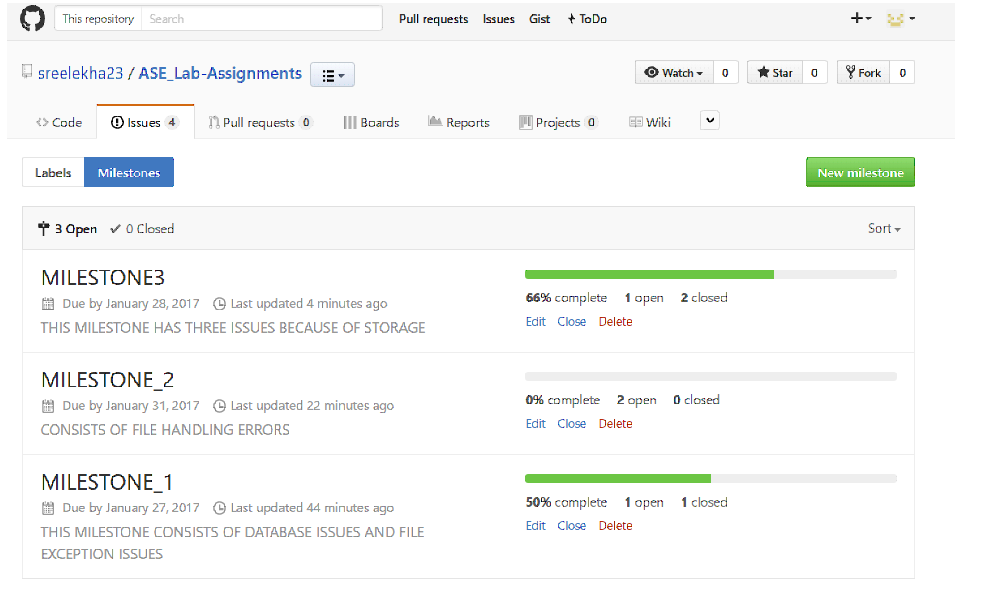 This repository Search Pull requests Issues Gist ToDo
sreelekha23 / ASE_Lab-Assignments Watch 0 Star 0 Fork 0
Code Issues 4 Pull requests 0 Boards Reports Projects 0 Wiki
Labels Milestones New milestone
3 Open 0 Closed Sort
MILESTONE3
Due by January 28, 2017 Last updated 4 minutes ago
THIS MILESTONE HAS THREE ISSUES BECAUSE OF STORAGE
66% complete 1 open 2 closed
Edit Close Delete
MILESTONE_2
Due by January 31, 2017 Last updated 22 minutes ago
CONSISTS OF FILE HANDLING ERRORS
0% complete 2 open 0 closed
Edit Close Delete
MILESTONE_1
Due by January 27, 2017 Last updated 44 minutes ago
THIS MILESTONE CONSISTS OF DATABASE ISSUES AND FILE
EXCEPTION ISSUES
50% complete 1 open 1 closed
Edit Close Delete